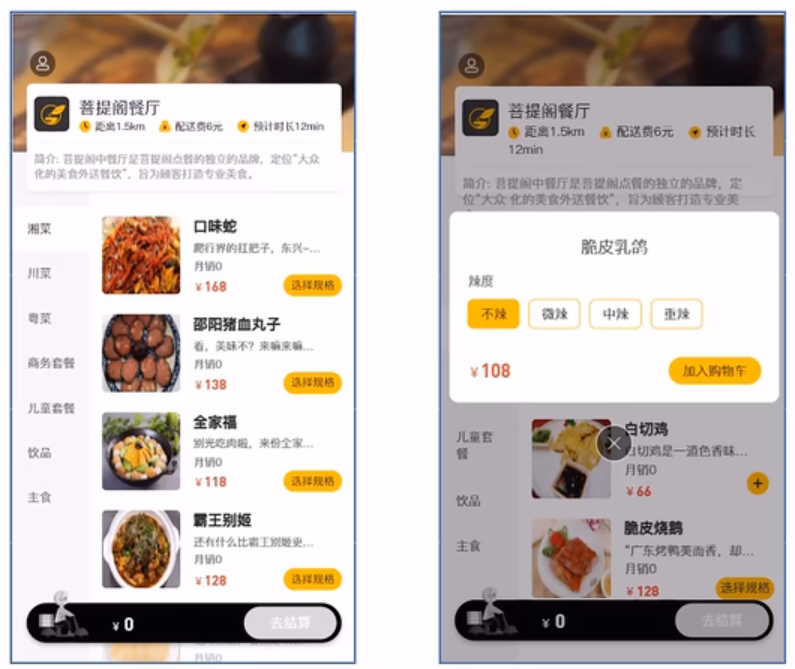 菩提阁餐厅
距离1.5km 配送费6元 预计时长12min
简介: 菩提阁中餐厅是菩提阁点餐的独立的品牌，定位“大众
化的美食外送餐饮”，旨为顾客打造专业美食。
湘菜
川菜
粤菜
商务套餐
儿童套餐
饮品
主食
口味蛇
爬行界的扛把子，东兴-...
月销0
¥168 选择规格
邵阳猪血丸子
看，美味不？来嘛来嘛...
月销0
¥138 选择规格
全家福
别光吃肉啦，来份全家...
月销0
¥118 选择规格
霸王别姬
还有什么比霸王别姬更...
月销0
¥128 选择规格
¥0 去结算
月销0
菩提阁餐厅
距离1.5km 配送费6元 预计时长
12min
简介: 菩提阁中餐厅是菩提阁点餐的独立的品牌，定
位“大众 化的美食外送餐饮”，旨为顾客打造专业美
脆皮乳鸽
辣度
不辣 微辣 中辣 重辣
¥108 加入购物车
儿童套
餐
饮品
主食
白切鸡
白切鸡是一道色香味...
月销0
¥66
脆皮烧鹅
“广东烤鸭美而香，却...
月销0
¥128 选择规格
¥0 去结算